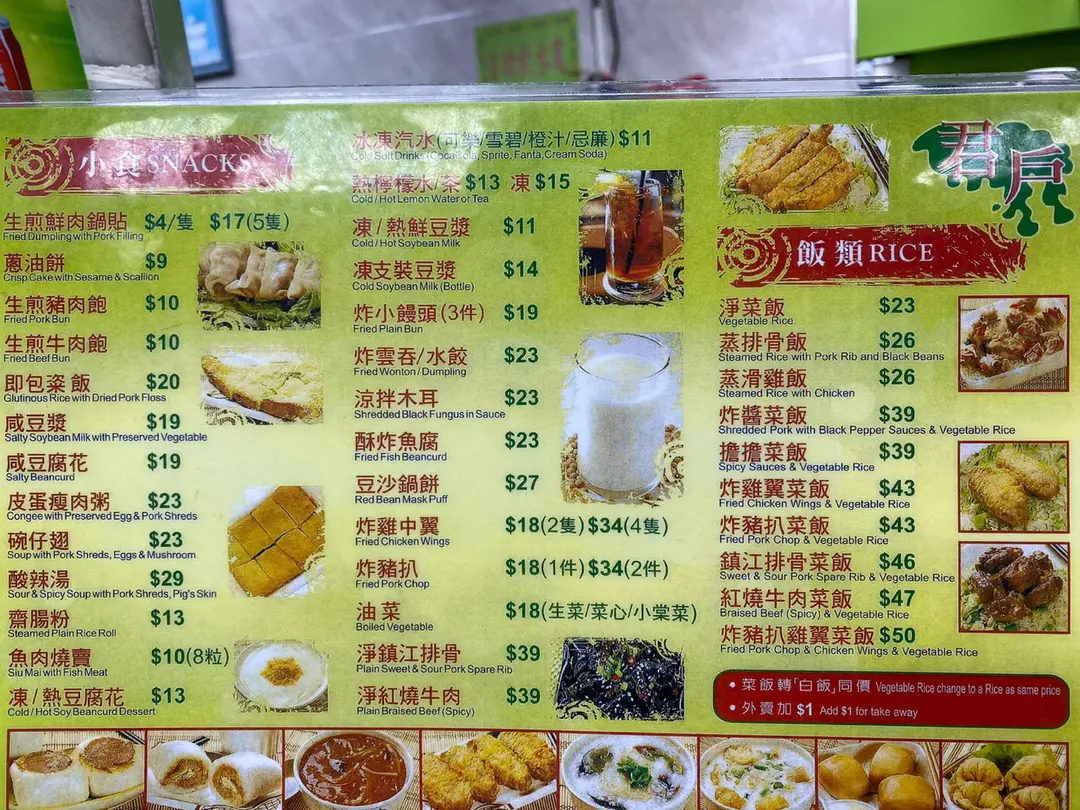 小食 SNACKS
生煎鮮肉鍋貼 $4/隻 $17(5隻)
Fried Dumpling with Pork Filling
蔥油餅 $9
Crisp Cake with Sesame & Scallion
生煎豬肉飽 $10
Fried Pork Bun
生煎牛肉飽 $10
Fried Beef Bun
即包粢飯 $20
Glutinous Rice with Dried Pork Floss
咸豆漿 $19
Salty Soybean Milk with Preserved Vegetable
咸豆腐花 $19
Salty Beancurd
皮蛋瘦肉粥 $23
Congee with Preserved Egg & Pork Shreds
碗仔翅 $23
Soup with Pork Shreds, Eggs & Mushroom
酸辣湯 $29
Sour & Spicy Soup with Pork Shreds, Pig's Skin
齋腸粉 $13
Steamed Plain Rice Roll
魚肉燒賣 $10(8粒)
Siu Mai with Fish Meat
凍/熱豆腐花 $13
Cold / Hot Soy Beancurd Dessert
冰凍汽水(可樂/雪碧/橙汁/忌廉) $11
Cold Soft Drinks (CocaCola, Sprite, Fanta, Cream Soda)
熱檸檬水/茶 $13 凍 $15
Cold / Hot Lemon Water or Tea
凍/熱鮮豆漿 $11
Cold / Hot Soybean Milk
凍支裝豆漿 $14
Cold Soybean Milk (Bottle)
炸小饅頭(3件) $19
Fried Plain Bun
炸雲吞/水餃 $23
Fried Wonton / Dumpling
涼拌木耳 $23
Shredded Black Fungus in Sauce
酥炸魚腐 $23
Fried Fish Beancurd
豆沙鍋餅 $27
Red Bean Mask Puff
炸雞中翼 $18(2隻) $34(4隻)
Fried Chicken Wings
炸豬扒 $18(1件) $34(2件)
Fried Pork Chop
油菜 $18(生菜/菜心/小棠菜)
Boiled Vegetable
淨鎮江排骨 $39
Plain Sweet & Sour Pork Spare Rib
淨紅燒牛肉 $39
Plain Braised Beef (Spicy)
君戶
飯類 RICE
淨菜飯 $23
Vegetable Rice
蒸排骨飯 $26
Steamed Rice with Pork Rib and Black Beans
蒸滑雞飯 $26
Steamed Rice with Chicken
炸醬菜飯 $39
Shredded Pork with Black Pepper Sauces & Vegetable Rice
擔擔菜飯 $39
Spicy Sauces & Vegetable Rice
炸雞翼菜飯 $43
Fried Chicken Wings & Vegetable Rice
炸豬扒菜飯 $43
Fried Pork Chop & Vegetable Rice
鎮江排骨菜飯 $46
Sweet & Sour Pork Spare Rib & Vegetable Rice
紅燒牛肉菜飯 $47
Braised Beef (Spicy) & Vegetable Rice
炸豬扒雞翼菜飯 $50
Fried Pork Chop & Chicken Wings & Vegetable Rice
• 菜飯轉「白飯」同價 Vegetable Rice change to a Rice as same price
• 外賣加 $1 Add $1 for take away